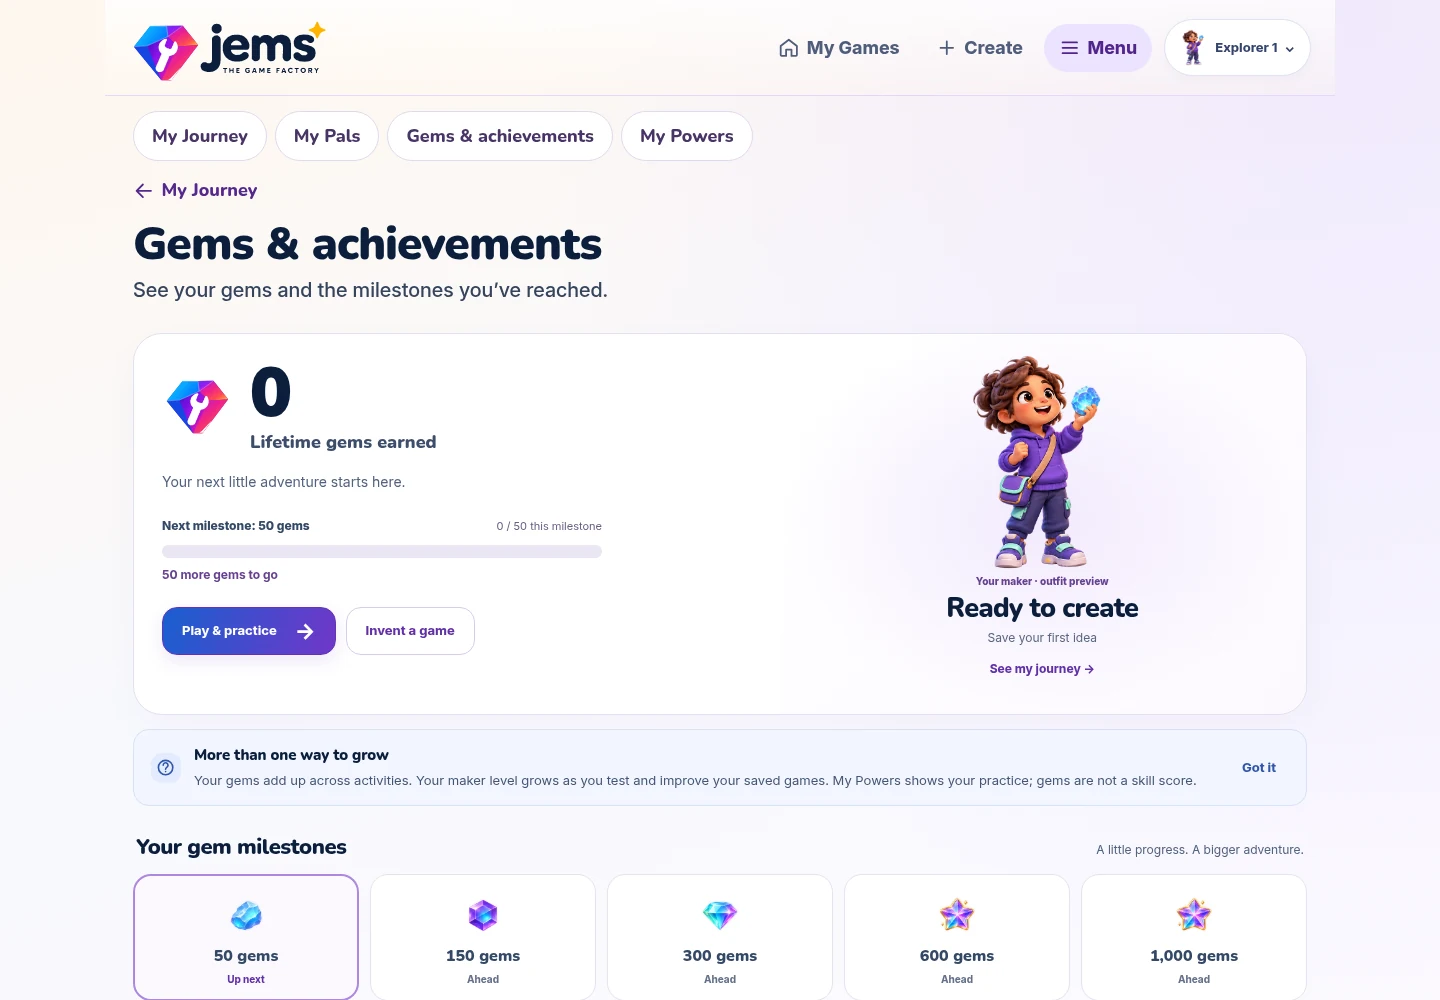 jems
THE GAME FACTORY
My Games
Create
Menu
Explorer 1
My Journey
My Pals
Gems & achievements
My Powers
← My Journey
Gems & achievements
See your gems and the milestones you’ve reached.
0
Lifetime gems earned
Your next little adventure starts here.
Next milestone: 50 gems
0 / 50 this milestone
50 more gems to go
Play & practice →
Invent a game
Your maker · outfit preview
Ready to create
Save your first idea
See my journey →
More than one way to grow
Your gems add up across activities. Your maker level grows as you test and improve your saved games. My Powers shows your practice; gems are not a skill score.
Got it
Your gem milestones
A little progress. A bigger adventure.
50 gems
Up next
150 gems
Ahead
300 gems
Ahead
600 gems
Ahead
1,000 gems
Ahead